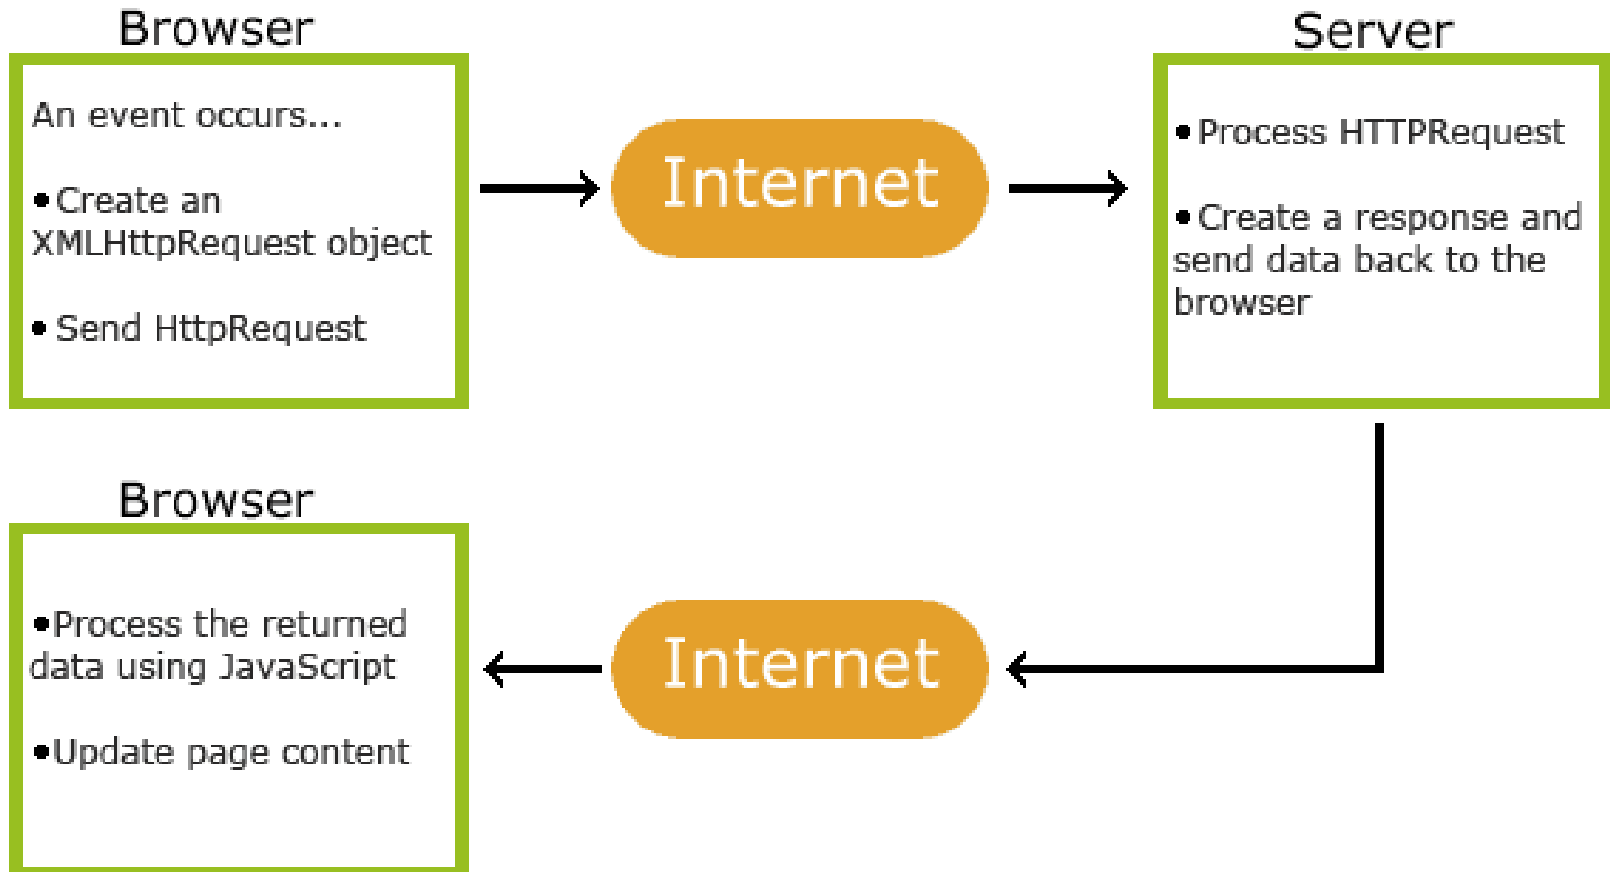 Browser
An event occurs...
•Create an
XMLHttpRequest object
• Send HttpRequest
Internet
Server
• Process HTTPRequest
• Create a response and
send data back to the
browser
Browser
•Process the returned
data using JavaScript
•Update page content
Internet